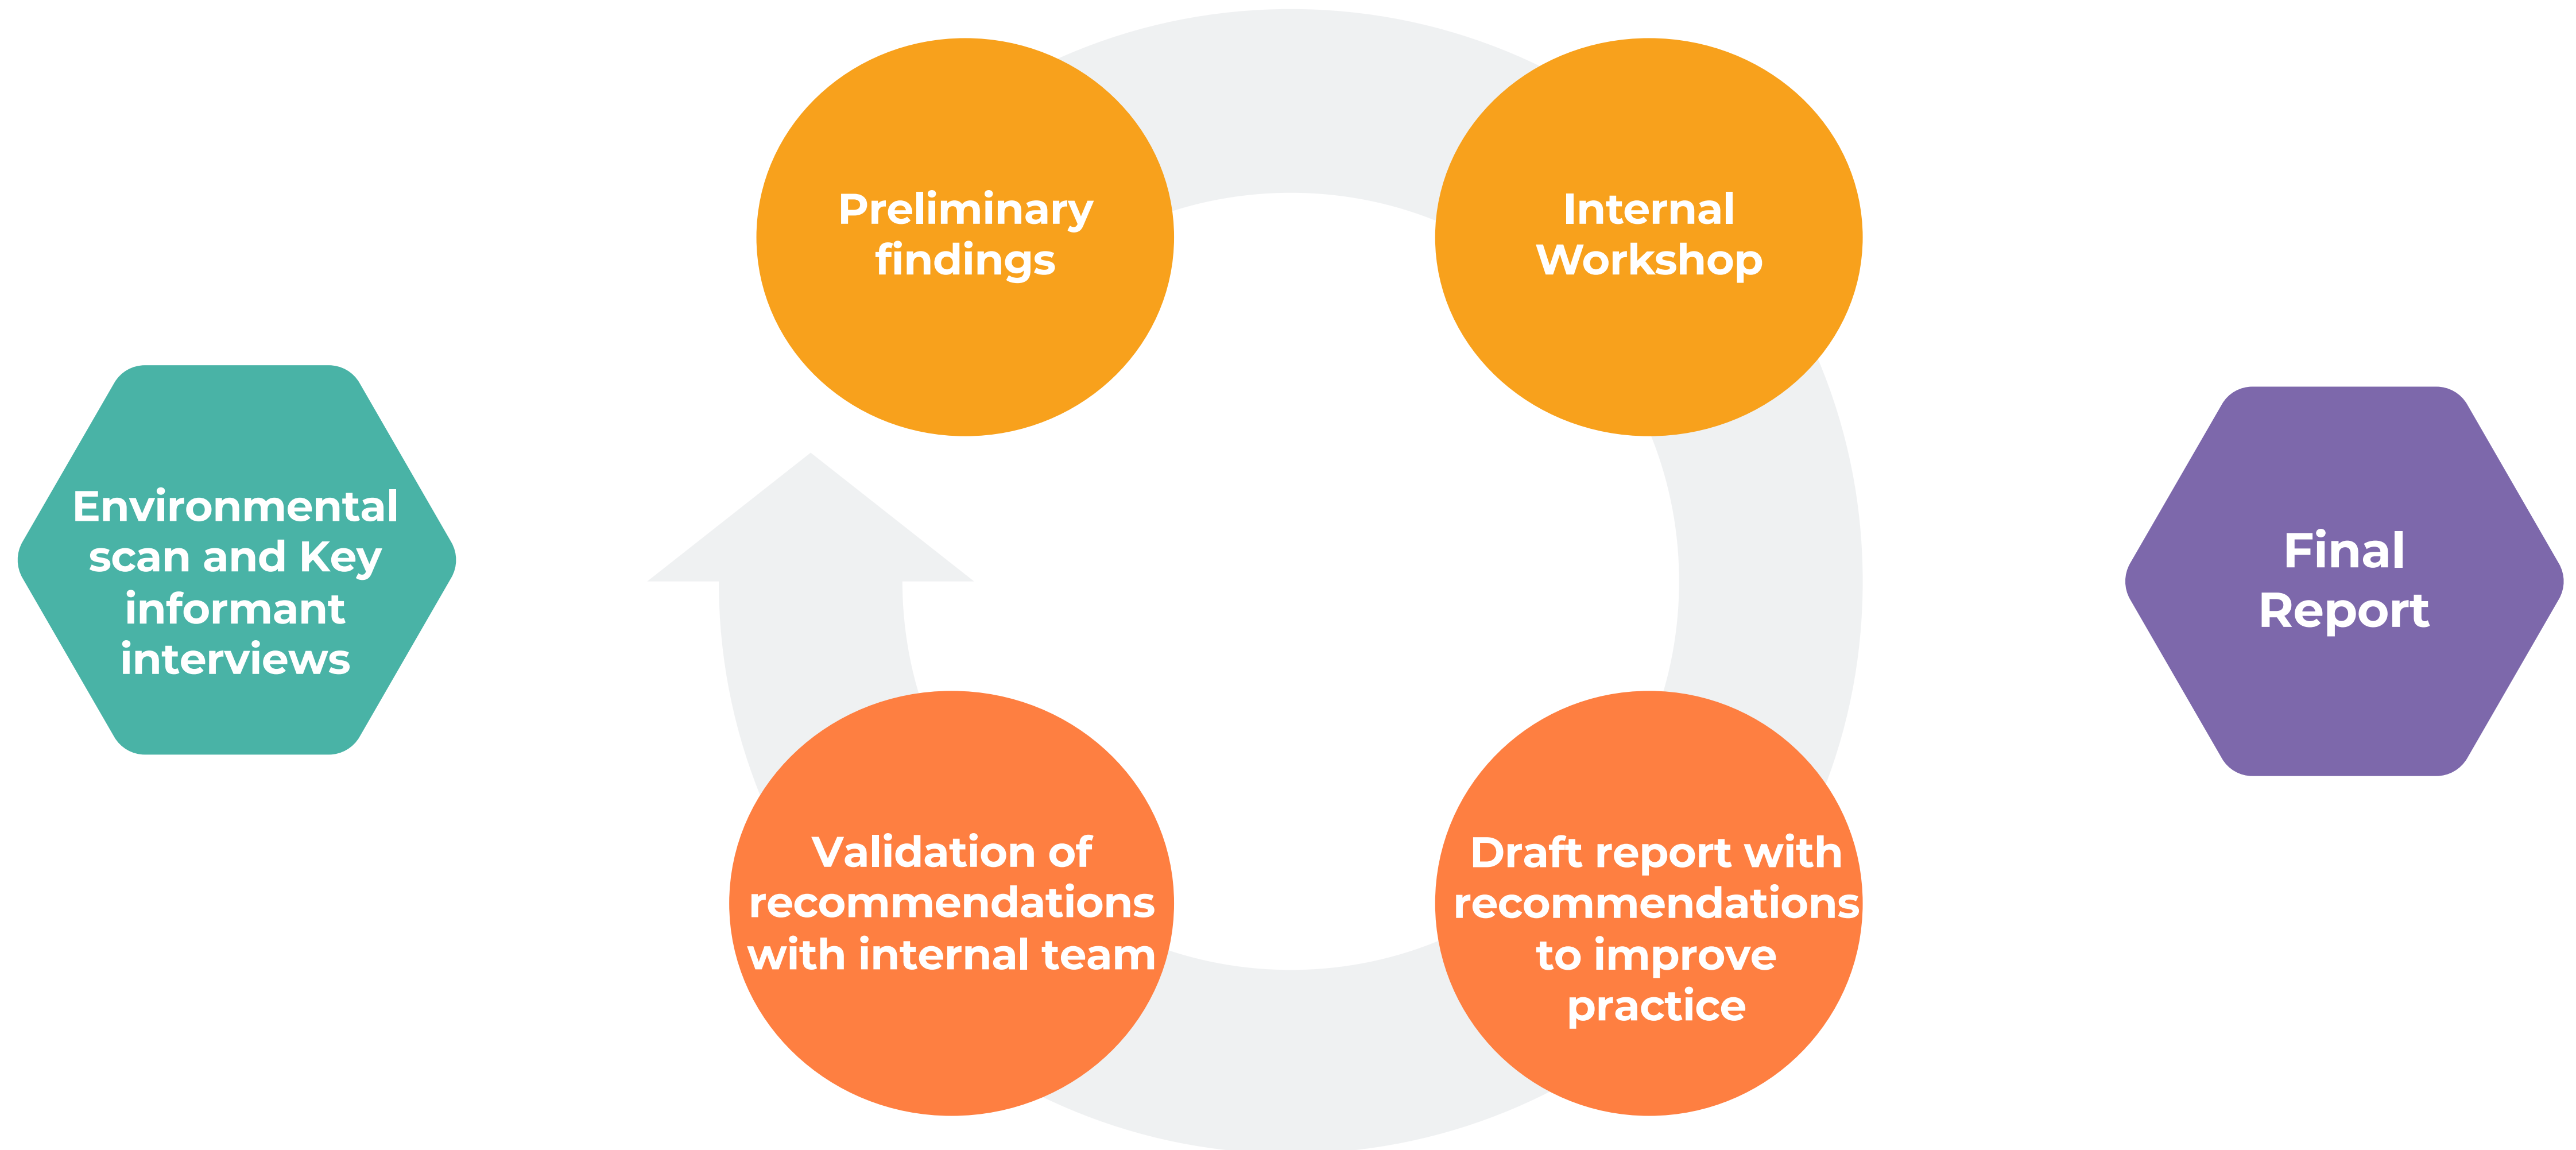 Environmental
scan and Key
informant
interviews
Preliminary
findings
Internal
Workshop
Draft report with
recommendations
to improve
practice
Validation of
recommendations
with internal team
Final
Report